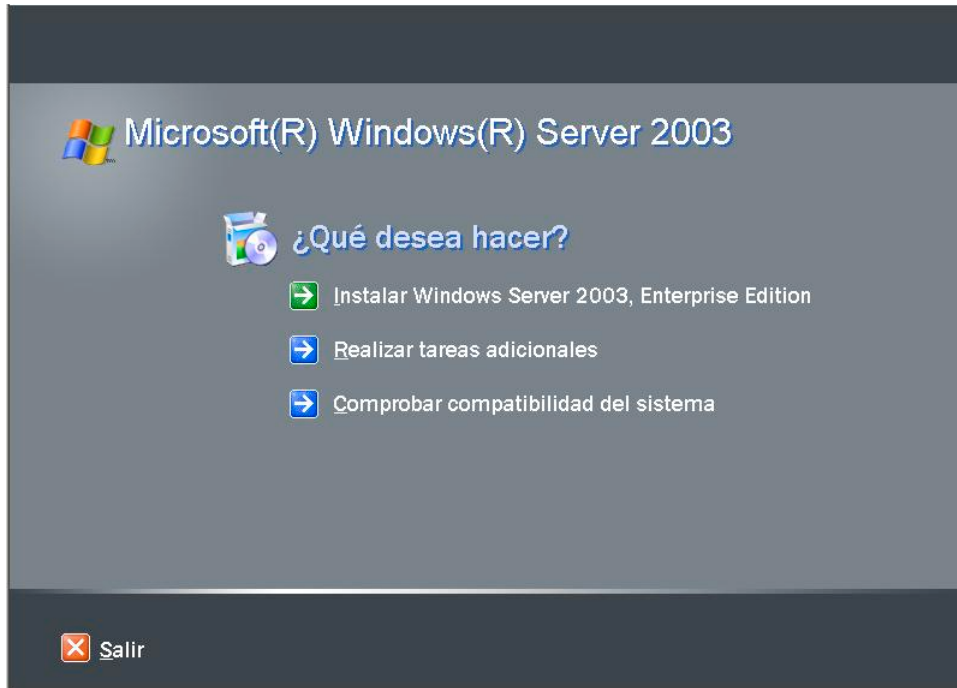 Microsoft(R) Windows(R) Server 2003
¿Qué desea hacer?
Instalar Windows Server 2003, Enterprise Edition
Realizar tareas adicionales
Comprobar compatibilidad del sistema
Salir